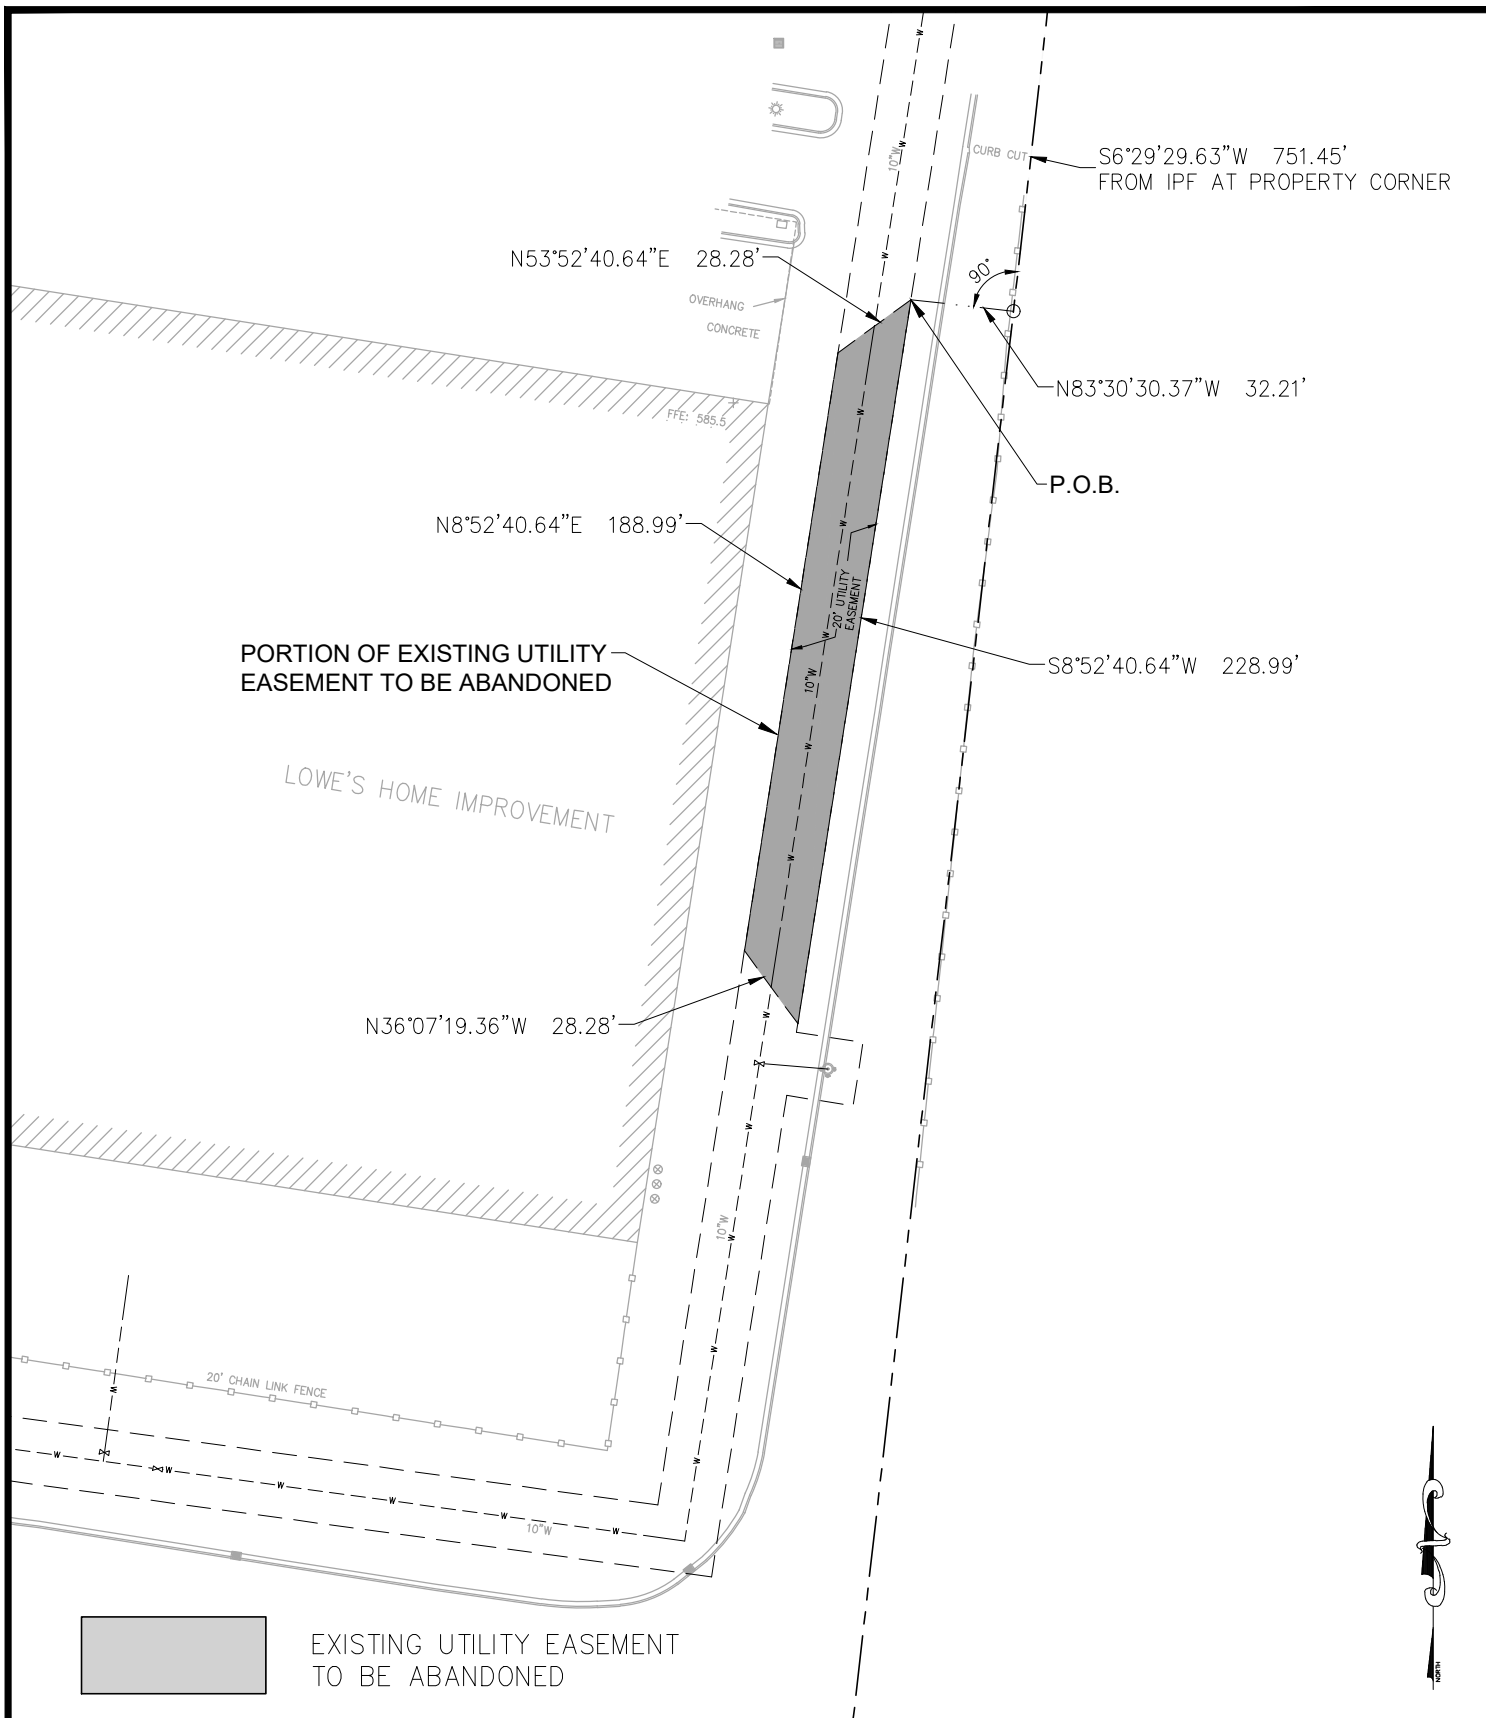 W
W
10"W
CURB CUT
S6°29'29.63"W 751.45'
FROM IPF AT PROPERTY CORNER
N53°52'40.64"E 28.28'
W
90°
OVERHANG
CONCRETE
N83°30'30.37"W 32.21'
FFE: 585.5
W
P.O.B.
N8°52'40.64"E 188.99'
W
20' UTILITY
EASEMENT
W
PORTION OF EXISTING UTILITY
EASEMENT TO BE ABANDONED
S8°52'40.64"W 228.99'
10"W
W
LOWE'S HOME IMPROVEMENT
W
N36°07'19.36"W 28.28'
W
W
10"W
W
W
20' CHAIN LINK FENCE
W
W
W
W
W
W
W
W
10"W
EXISTING UTILITY EASEMENT
TO BE ABANDONED
NORTH